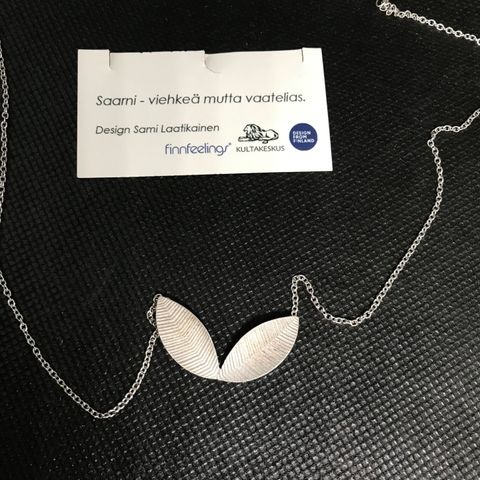 Saarni - viehkeä mutta vaatelias.
Design Sami Laatikainen
finnfeelings® KULTAKESKUS
DESIGN
FROM
FINLAND